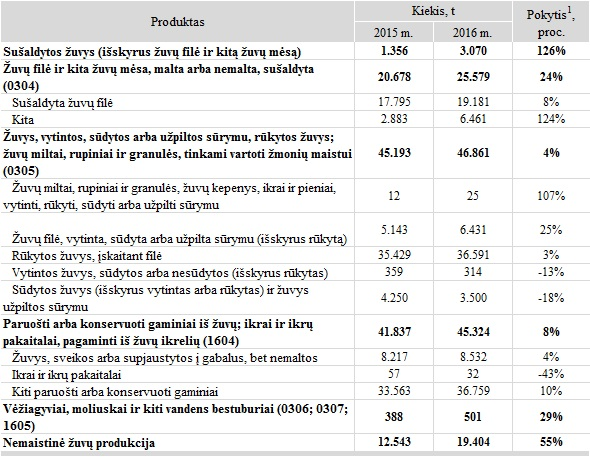 Produktas Kiekis, t Pokytis¹,
2015 m. 2016 m. proc.
Sušaldytos žuvys (išskyrus žuvų filė ir kitą žuvų mėsą) 1.356 3.070 126%
Žuvų filė ir kita žuvų mėsa, malta arba nemalta, sušaldyta
(0304) 20.678 25.579 24%
Sušaldyta žuvų filė 17.795 19.181 8%
Kita 2.883 6.461 124%
Žuvys, vytintos, sūdytos arba užpiltos sūrymu, rūkytos žuvys;
žuvų miltai, rupiniai ir granulės, tinkami vartoti žmonių maistui 45.193 46.861 4%
(0305)
Žuvų miltai, rupiniai ir granulės, žuvų kepenys, ikrai ir pieniai,
vytinti, rūkyti, sūdyti arba užpilti sūrymu 12 25 107%
Žuvų filė, vytinta, sūdyta arba užpilta sūrymu (išskyrus rūkytą) 5.143 6.431 25%
Rūkytos žuvys, įskaitant filė 35.429 36.591 3%
Vytintos žuvys, sūdytos arba nesūdytos (išskyrus rūkytas) 359 314 -13%
Sūdytos žuvys (išskyrus vytintas arba rūkytas) ir žuvys
užpiltos sūrymu 4.250 3.500 -18%
Paruošti arba konservuoti gaminiai iš žuvų; ikrai ir ikrų
pakaitalai, pagaminti iš žuvų ikrelių (1604) 41.837 45.324 8%
Žuvys, sveikos arba supjaustytos į gabalus, bet nemaltos 8.217 8.532 4%
Ikrai ir ikrų pakaitalai 57 32 -43%
Kiti paruošti arba konservuoti gaminiai 33.563 36.759 10%
Vėžiagyviai, moliuskai ir kiti vandens bestuburiai (0306; 0307;
1605) 388 501 29%
Nemaistinė žuvų produkcija 12.543 19.404 55%